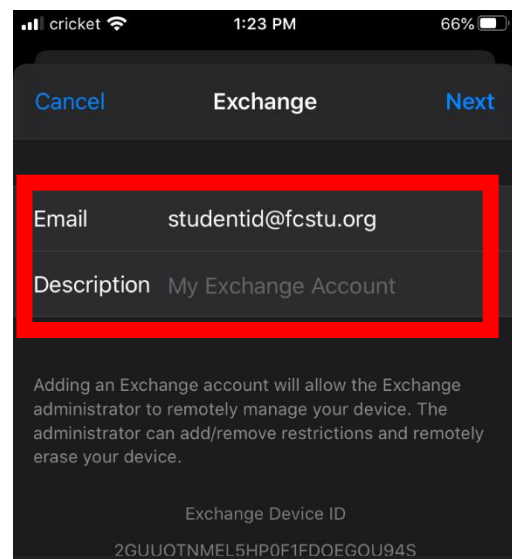 cricket 1:23 PM 66%
Cancel Exchange Next
Email studentid@fcstu.org
Description My Exchange Account
Adding an Exchange account will allow the Exchange
administrator to remotely manage your device. The
administrator can add/remove restrictions and remotely
erase your device.
Exchange Device ID
2GUUOTNMEL5HP0F1FDOEGOU94S